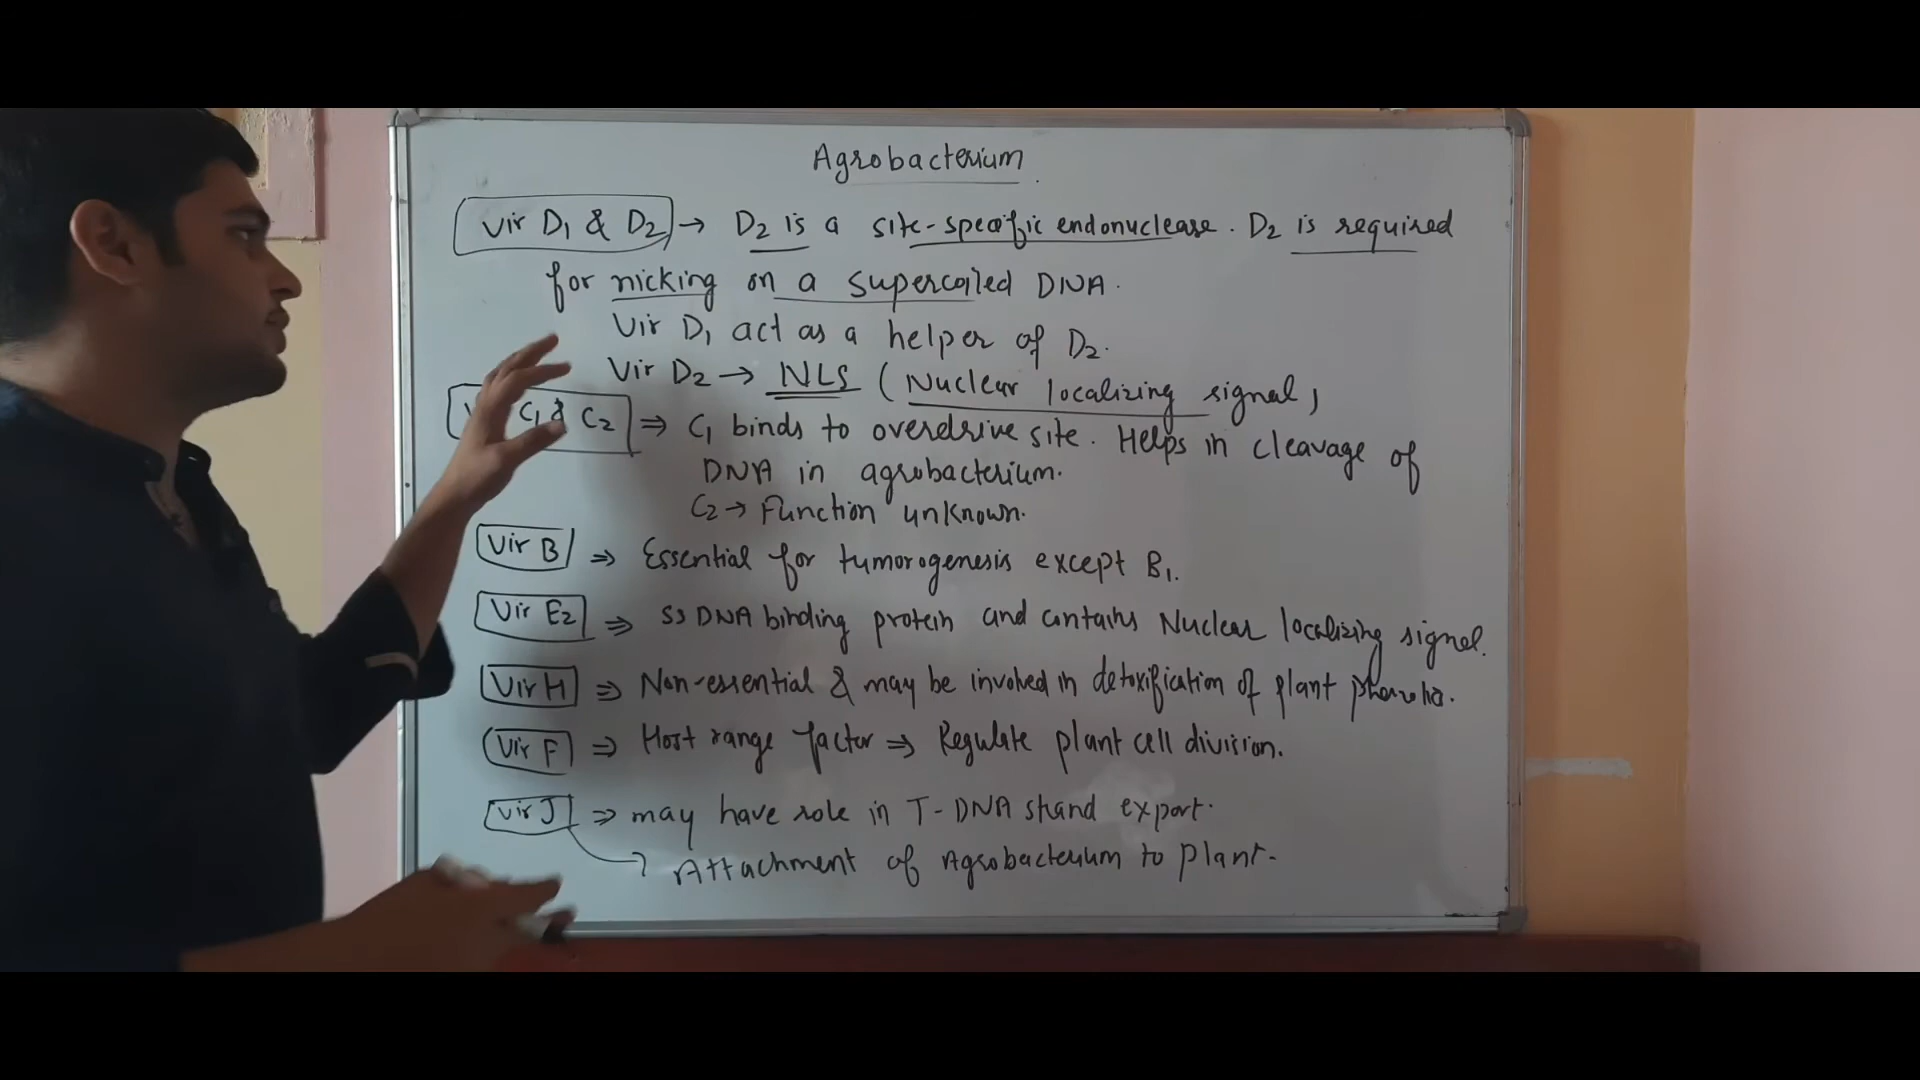 Agrobacterium
Vir D1 & D2 → D2 is a site-specific endonuclease. D2 is required
for nicking on a supercoiled DNA.
Vir D1 act as a helper of D2.
Vir D2 → NLS (Nuclear localizing signal)
C1 & C2 ⇒ C1 binds to overdrive site. Helps in cleavage of
DNA in agrobacterium.
C2 → Function unknown.
Vir B ⇒ Essential for tumorogenesis except B1.
Vir E2 ⇒ SS DNA binding protein and contains Nuclear localizing signal.
Vir H ⇒ Non-essential & may be involved in detoxification of plant
Vir F ⇒ Host range factor ⇒ Regulate plant cell division.
Vir J ⇒ may have role in T-DNA strand export.
→ Attachment of Agrobacterium to plant.